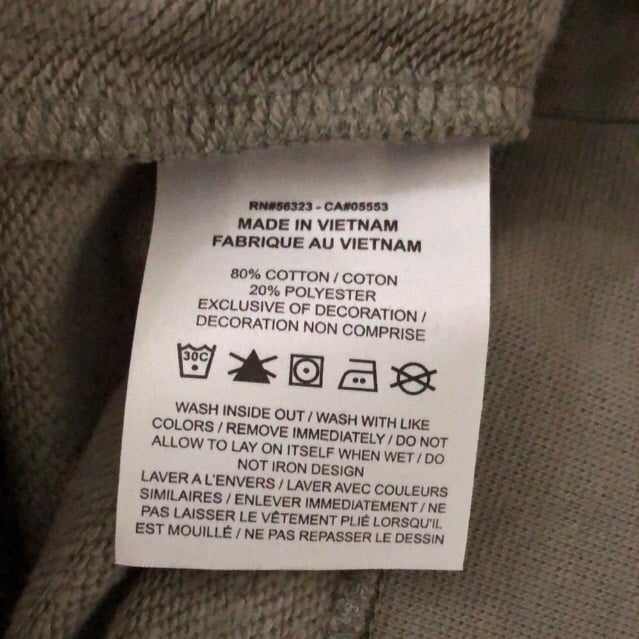 RN#56323 - CA#05553
MADE IN VIETNAM
FABRIQUE AU VIETNAM
80% COTTON / COTON
20% POLYESTER
EXCLUSIVE OF DECORATION /
DECORATION NON COMPRISE
30C
WASH INSIDE OUT / WASH WITH LIKE
COLORS / REMOVE IMMEDIATELY / DO NOT
ALLOW TO LAY ON ITSELF WHEN WET / DO
NOT IRON DESIGN
LAVER A L'ENVERS / LAVER AVEC COULEURS
SIMILAIRES / ENLEVER IMMEDIATEMENT / NE
PAS LAISSER LE VÊTEMENT PLIÉ LORSQU'IL
EST MOUILLÉ / NE PAS REPASSER LE DESSIN